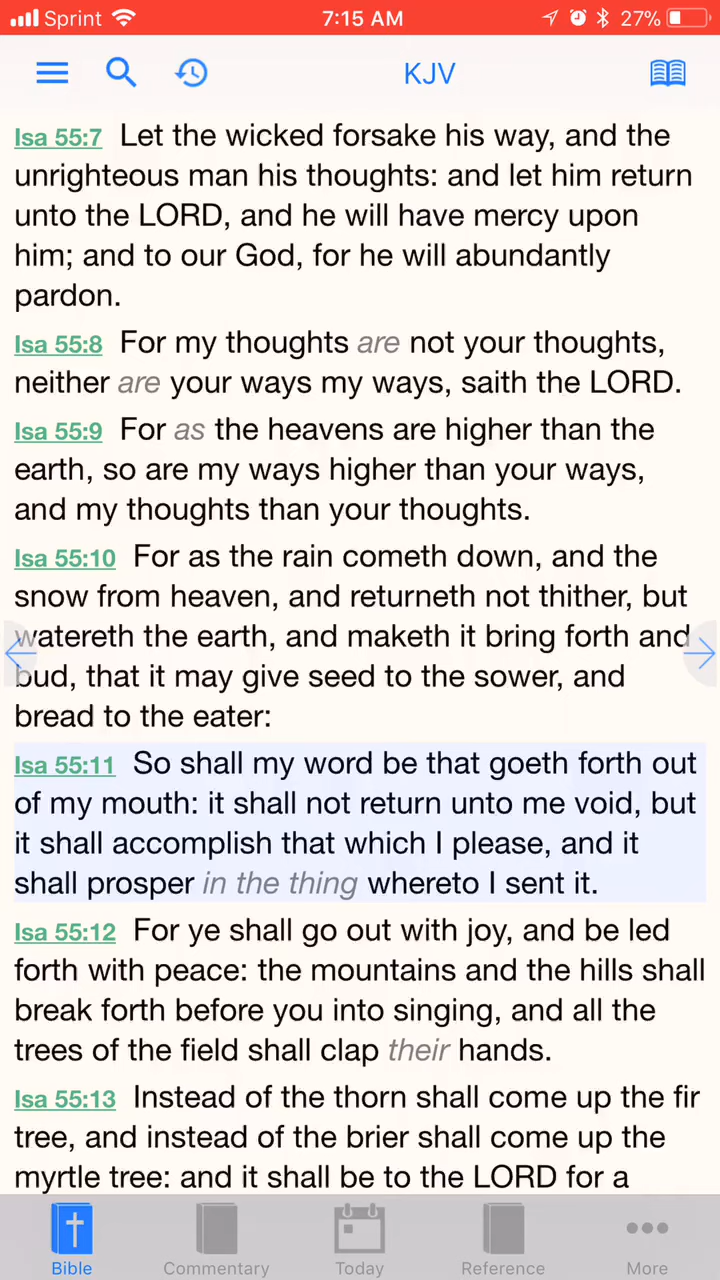 Sprint 7:15 AM 27%
KJV
Isa 55:7 Let the wicked forsake his way, and the
unrighteous man his thoughts: and let him return
unto the LORD, and he will have mercy upon
him; and to our God, for he will abundantly
pardon.
Isa 55:8 For my thoughts are not your thoughts,
neither are your ways my ways, saith the LORD.
Isa 55:9 For as the heavens are higher than the
earth, so are my ways higher than your ways,
and my thoughts than your thoughts.
Isa 55:10 For as the rain cometh down, and the
snow from heaven, and returneth not thither, but
watereth the earth, and maketh it bring forth and
bud, that it may give seed to the sower, and
bread to the eater:
Isa 55:11 So shall my word be that goeth forth out
of my mouth: it shall not return unto me void, but
it shall accomplish that which I please, and it
shall prosper in the thing whereto I sent it.
Isa 55:12 For ye shall go out with joy, and be led
forth with peace: the mountains and the hills shall
break forth before you into singing, and all the
trees of the field shall clap their hands.
Isa 55:13 Instead of the thorn shall come up the fir
tree, and instead of the brier shall come up the
myrtle tree: and it shall be to the LORD for a
Bible Commentary Today Reference More